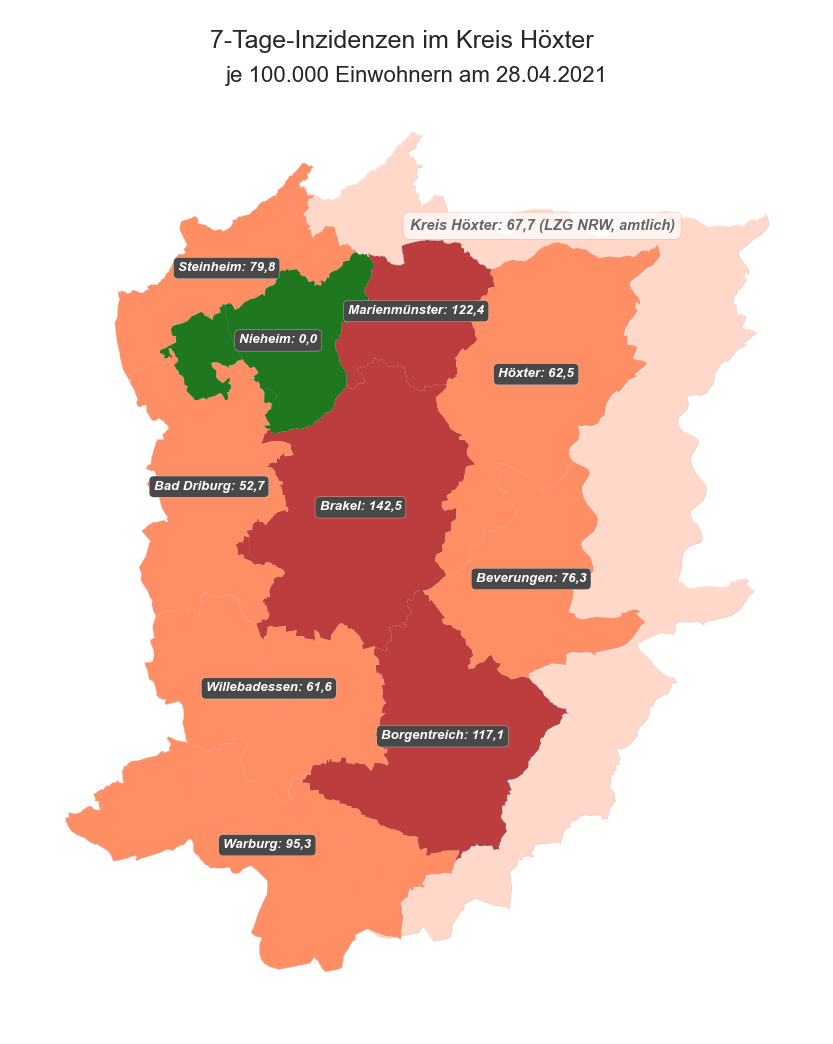 7-Tage-Inzidenzen im Kreis Höxter
je 100.000 Einwohnern am 28.04.2021
Kreis Höxter: 67,7 (LZG NRW, amtlich)
Steinheim: 79,8
Marienmünster: 122,4
Nieheim: 0,0
Höxter: 62,5
Bad Driburg: 52,7
Brakel: 142,5
Beverungen: 76,3
Willebadessen: 61,6
Borgentreich: 117,1
Warburg: 95,3